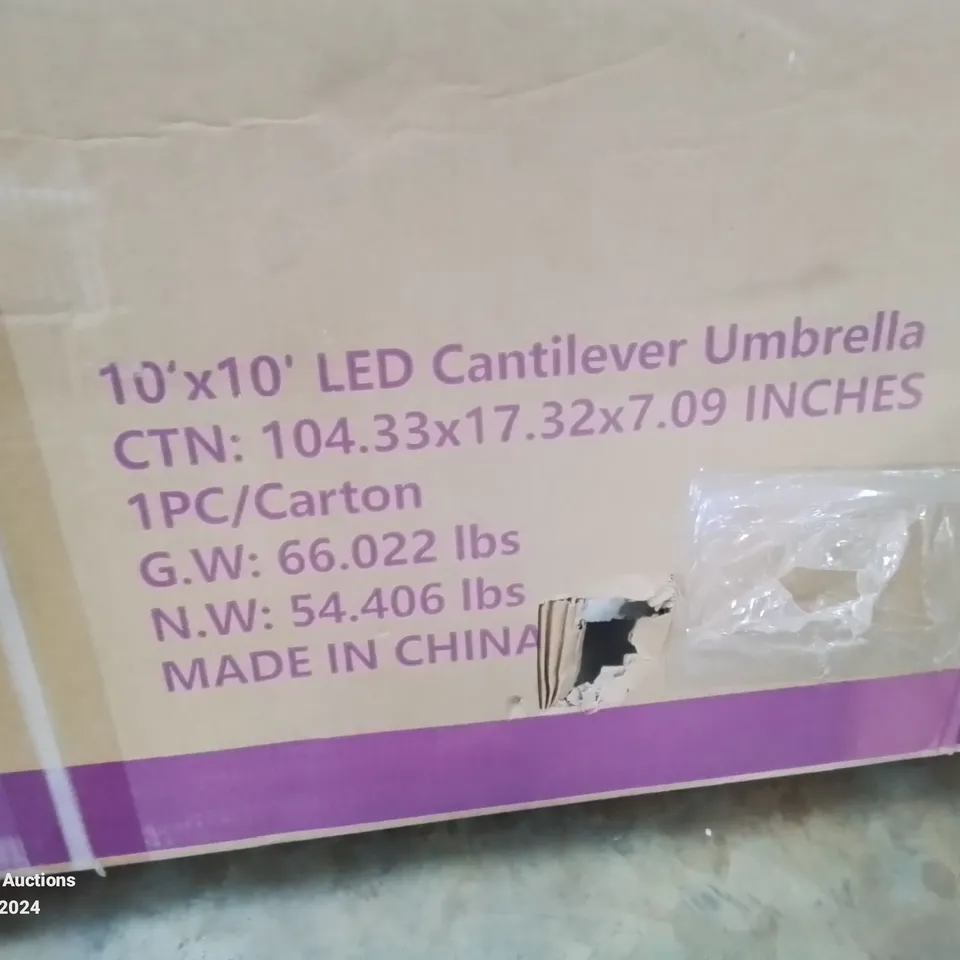 10'x10' LED Cantilever Umbrella
CTN: 104.33x17.32x7.09 INCHES
1PC/Carton
G.W: 66.022 lbs
N.W: 54.406 lbs
MADE IN CHINA
Auctions
2024